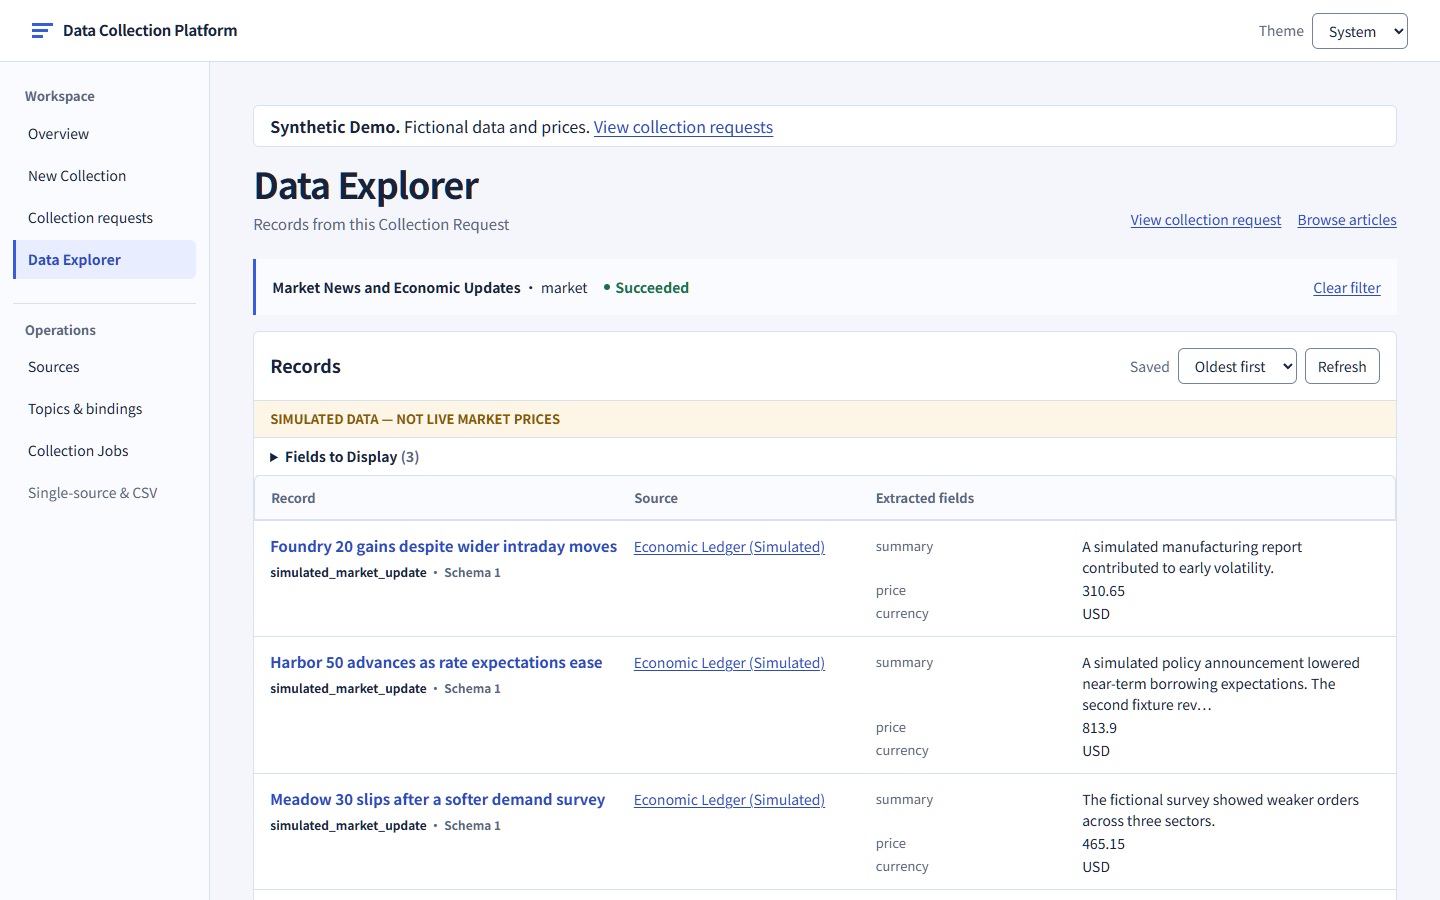 Data Collection Platform
Theme System
Workspace
Overview
New Collection
Collection requests
Data Explorer
Operations
Sources
Topics & bindings
Collection Jobs
Single-source & CSV
Synthetic Demo. Fictional data and prices. View collection requests
Data Explorer
Records from this Collection Request
View collection request Browse articles
Market News and Economic Updates • market • Succeeded
Clear filter
Records
Saved Oldest first Refresh
SIMULATED DATA — NOT LIVE MARKET PRICES
Fields to Display (3)
Record Source Extracted fields
Foundry 20 gains despite wider intraday moves
simulated_market_update • Schema 1
Economic Ledger (Simulated)
summary
A simulated manufacturing report
contributed to early volatility.
price 310.65
currency USD
Harbor 50 advances as rate expectations ease
simulated_market_update • Schema 1
Economic Ledger (Simulated)
summary
A simulated policy announcement lowered
near-term borrowing expectations. The
second fixture rev…
price 813.9
currency USD
Meadow 30 slips after a softer demand survey
simulated_market_update • Schema 1
Economic Ledger (Simulated)
summary
The fictional survey showed weaker orders
across three sectors.
price 465.15
currency USD